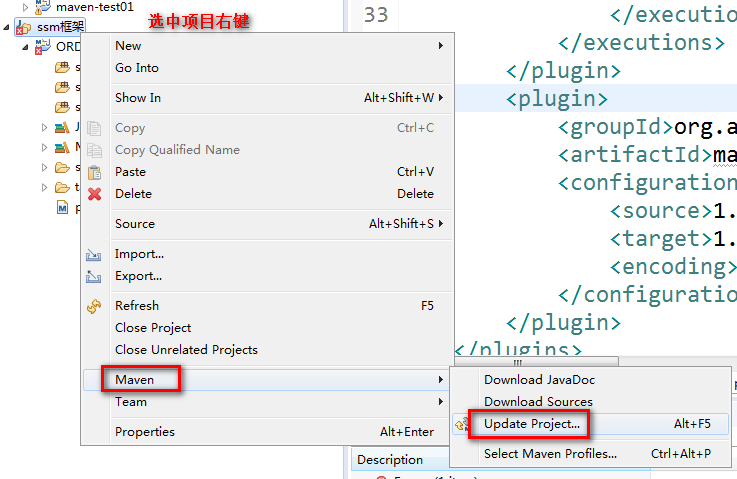 maven-test01
选中项目右键
ssm框架
New
Go Into
Show In Alt+Shift+W
Copy Ctrl+C
Copy Qualified Name
Paste Ctrl+V
Delete Delete
Source Alt+Shift+S
Import...
Export...
Refresh F5
Close Project
Close Unrelated Projects
Maven
Team
Properties Alt+Enter
33 </executio
</executions>
</plugin>
<plugin>
<groupId>org.a
<artifactId>ma
<configuration
<source>1.
<target>1.
<encoding>
</configuratio
</plugin>
</plugins>
Download JavaDoc
Download Sources
Update Project... Alt+F5
Select Maven Profiles... Ctrl+Alt+P
Description